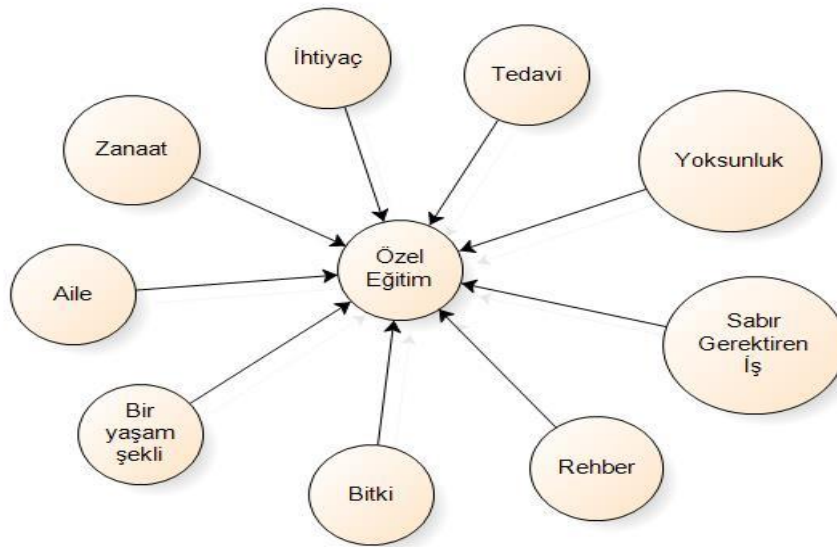 İhtiyaç
Tedavi
Zanaat
Yoksunluk
Özel
Eğitim
Aile
Sabır
Gerektiren
İş
Bir
yaşam
şekli
Rehber
Bitki